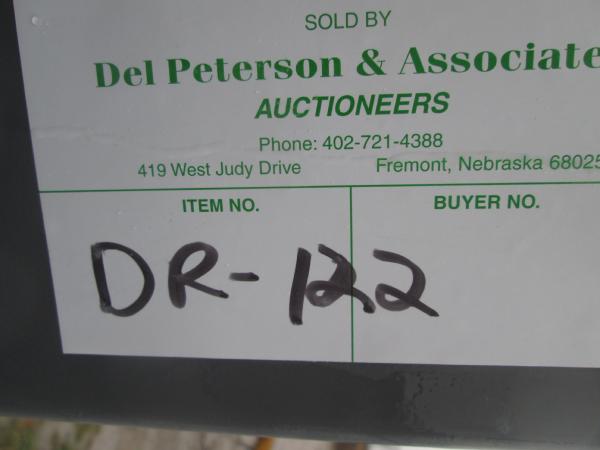 SOLD BY
Del Peterson & Associate
AUCTIONEERS
Phone: 402-721-4388
419 West Judy Drive Fremont, Nebraska 68025
ITEM NO. BUYER NO.
DR-122